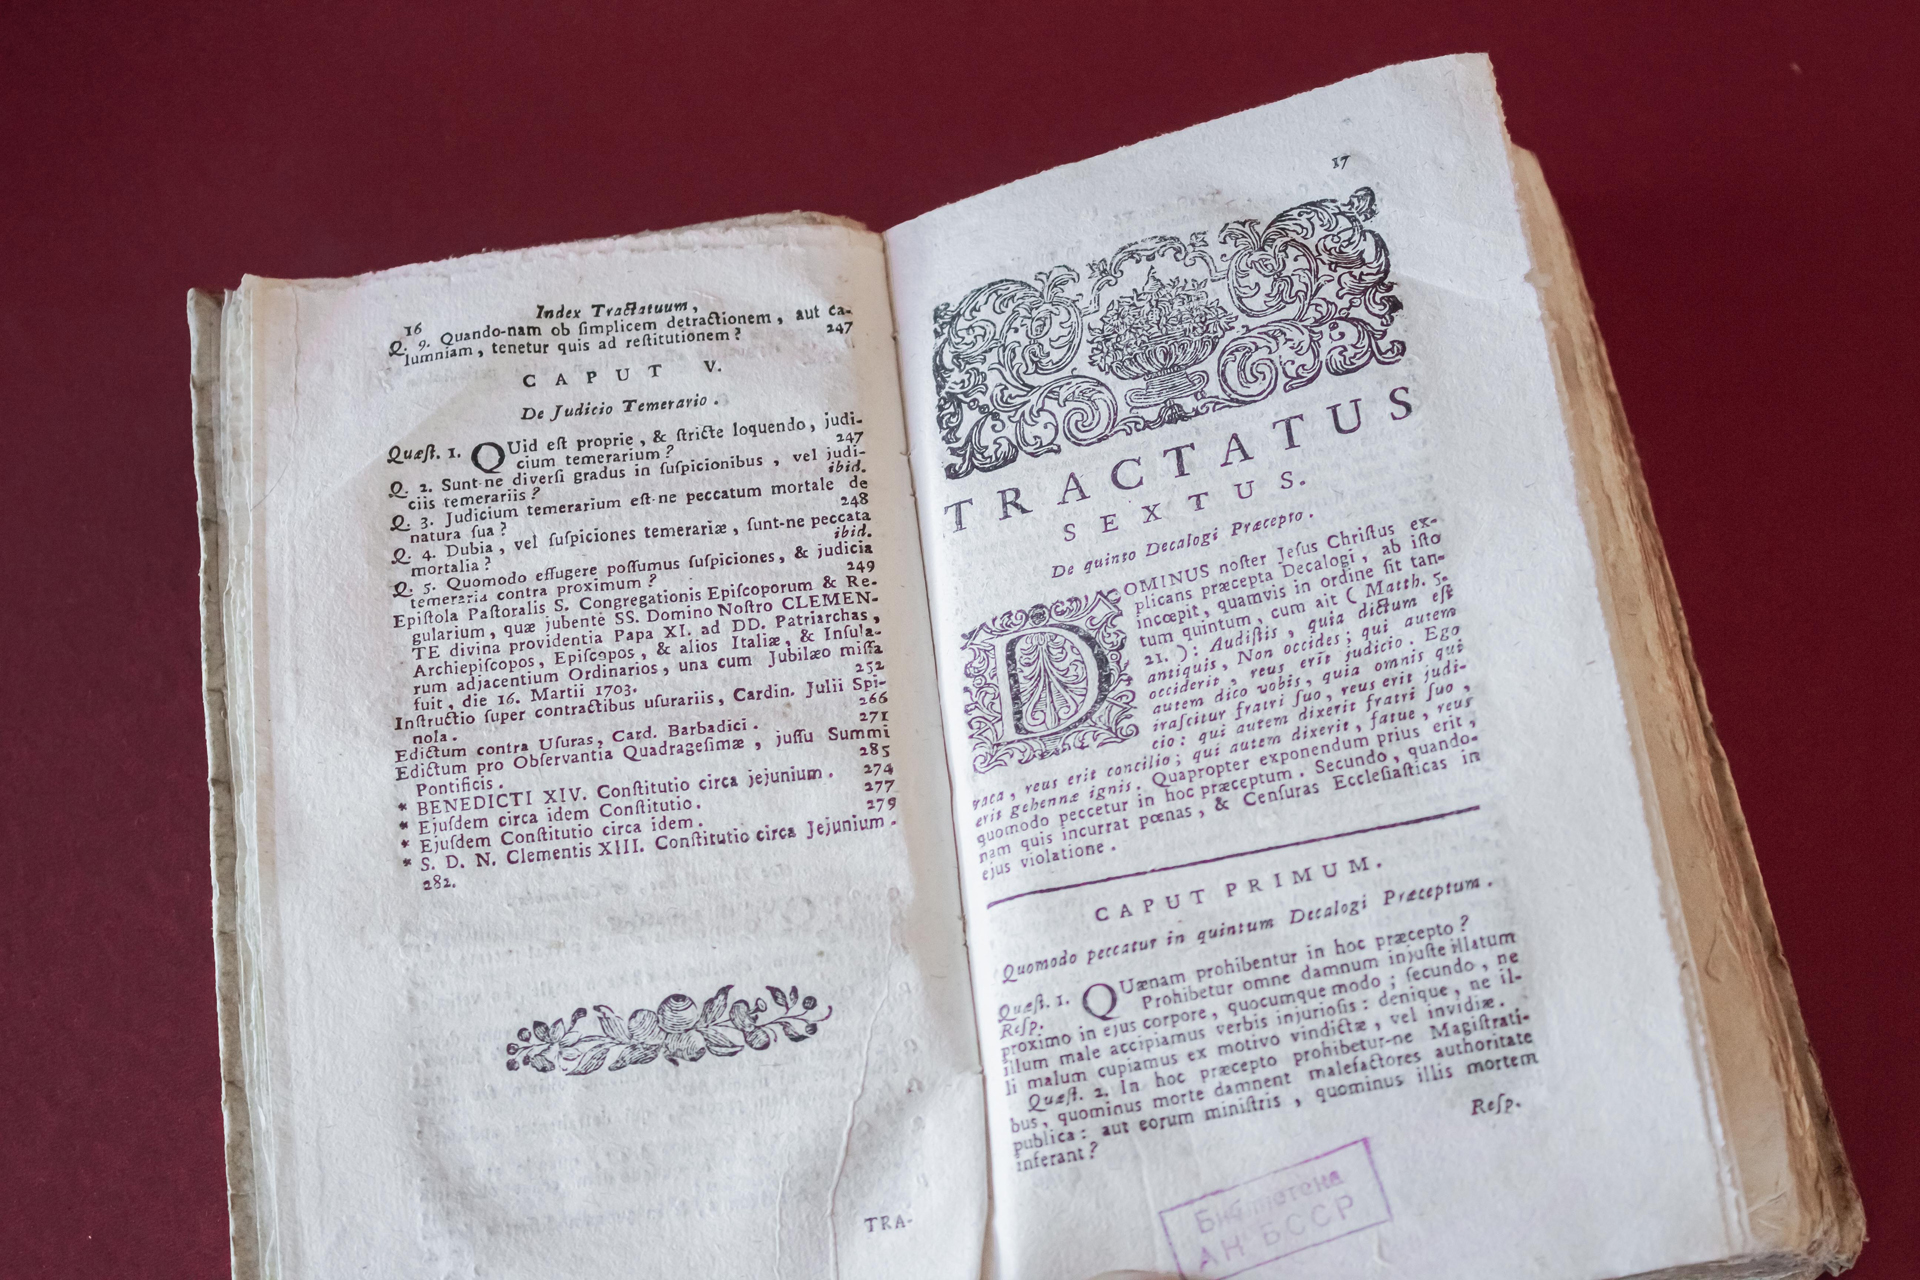 16 Index Tractatuum,
Q. 9. Quando-nam ob ſimplicem detractionem, aut ca-
lumniam, tenetur quis ad reſtitutionem? 247
CAPUT V.
De Judicio Temerario.
Quæſt. 1. QUid eſt proprie, & ſtricte loquendo, judi-
cium temerarium? 247
Q. 2. Sunt-ne diverſi gradus in ſuſpicionibus, vel judi-
ciis temerariis? ibid.
Q. 3. Judicium temerarium eſt-ne peccatum mortale de
natura ſua? 248
Q. 4. Dubia, vel ſuſpiciones temerariæ, ſunt-ne peccata
mortalia? ibid.
Q. 5. Quomodo effugere poſſumus ſuſpiciones, & judicia
temeraria contra proximum? 249
Epiſtola Paſtoralis S. Congregationis Epiſcoporum & Re-
gularium, quæ jubente SS. Domino Noſtro CLEMEN-
TE divina providentia Papa XI. ad DD. Patriarchas,
Archiepiſcopos, Epiſcopos, & alios Italiæ, & Inſula-
rum adjacentium Ordinarios, una cum Jubilæo miſſa
fuit, die 16. Martii 1703. 252
Inſtructio ſuper contractibus uſurariis, Cardin. Julii Spi-
nola. 266
Edictum contra Uſuras, Card. Barbadici. 271
Edictum pro Obſervantia Quadrageſimæ, juſſu Summi
Pontificis. 285
* BENEDICTI XIV. Conſtitutio circa jejunium. 274
* Ejuſdem circa idem Conſtitutio. 277
* Ejuſdem Conſtitutio circa idem. 279
* S. D. N. Clementis XIII. Conſtitutio circa Jejunium.
282.
TRA-
17
TRACTATUS
SEXTUS.
De quinto Decalogi Præcepto.
DOMINUS noſter Jeſus Chriſtus ex-
plicans præcepta Decalogi, ab iſto
incœpit, quamvis in ordine ſit tan-
tum quintum, cum ait (Matth. 5.
21.): Audiſtis, quia dictum eſt
antiquis, Non occides; qui autem
occiderit, reus erit judicio. Ego
autem dico vobis, quia omnis qui
iraſcitur fratri ſuo, reus erit judi-
cio: qui autem dixerit fratri ſuo,
raca, reus erit concilio; qui autem dixerit, fatue, reus
erit gehennæ ignis. Quapropter exponendum prius erit,
quomodo peccetur in hoc præceptum. Secundo, quando-
nam quis incurrat pœnas, & Cenſuras Eccleſiaſticas in
ejus violatione.
CAPUT PRIMUM.
Quomodo peccatur in quintum Decalogi Præceptum.
Quæſt. 1. QUænam prohibentur in hoc præcepto?
Reſp. Prohibetur omne damnum injuſte illatum
proximo in ejus corpore, quocumque modo; ſecundo, ne
illum male accipiamus verbis injurioſis: denique, ne il-
li malum cupiamus ex motivo vindictæ, vel invidiæ.
Quæſt. 2. In hoc præcepto prohibetur-ne Magiſtrati-
bus, quominus morte damnent malefactores authoritate
publica: aut eorum miniſtris, quominus illis mortem
inferant?
Reſp.
Бібліотека
АН БССР